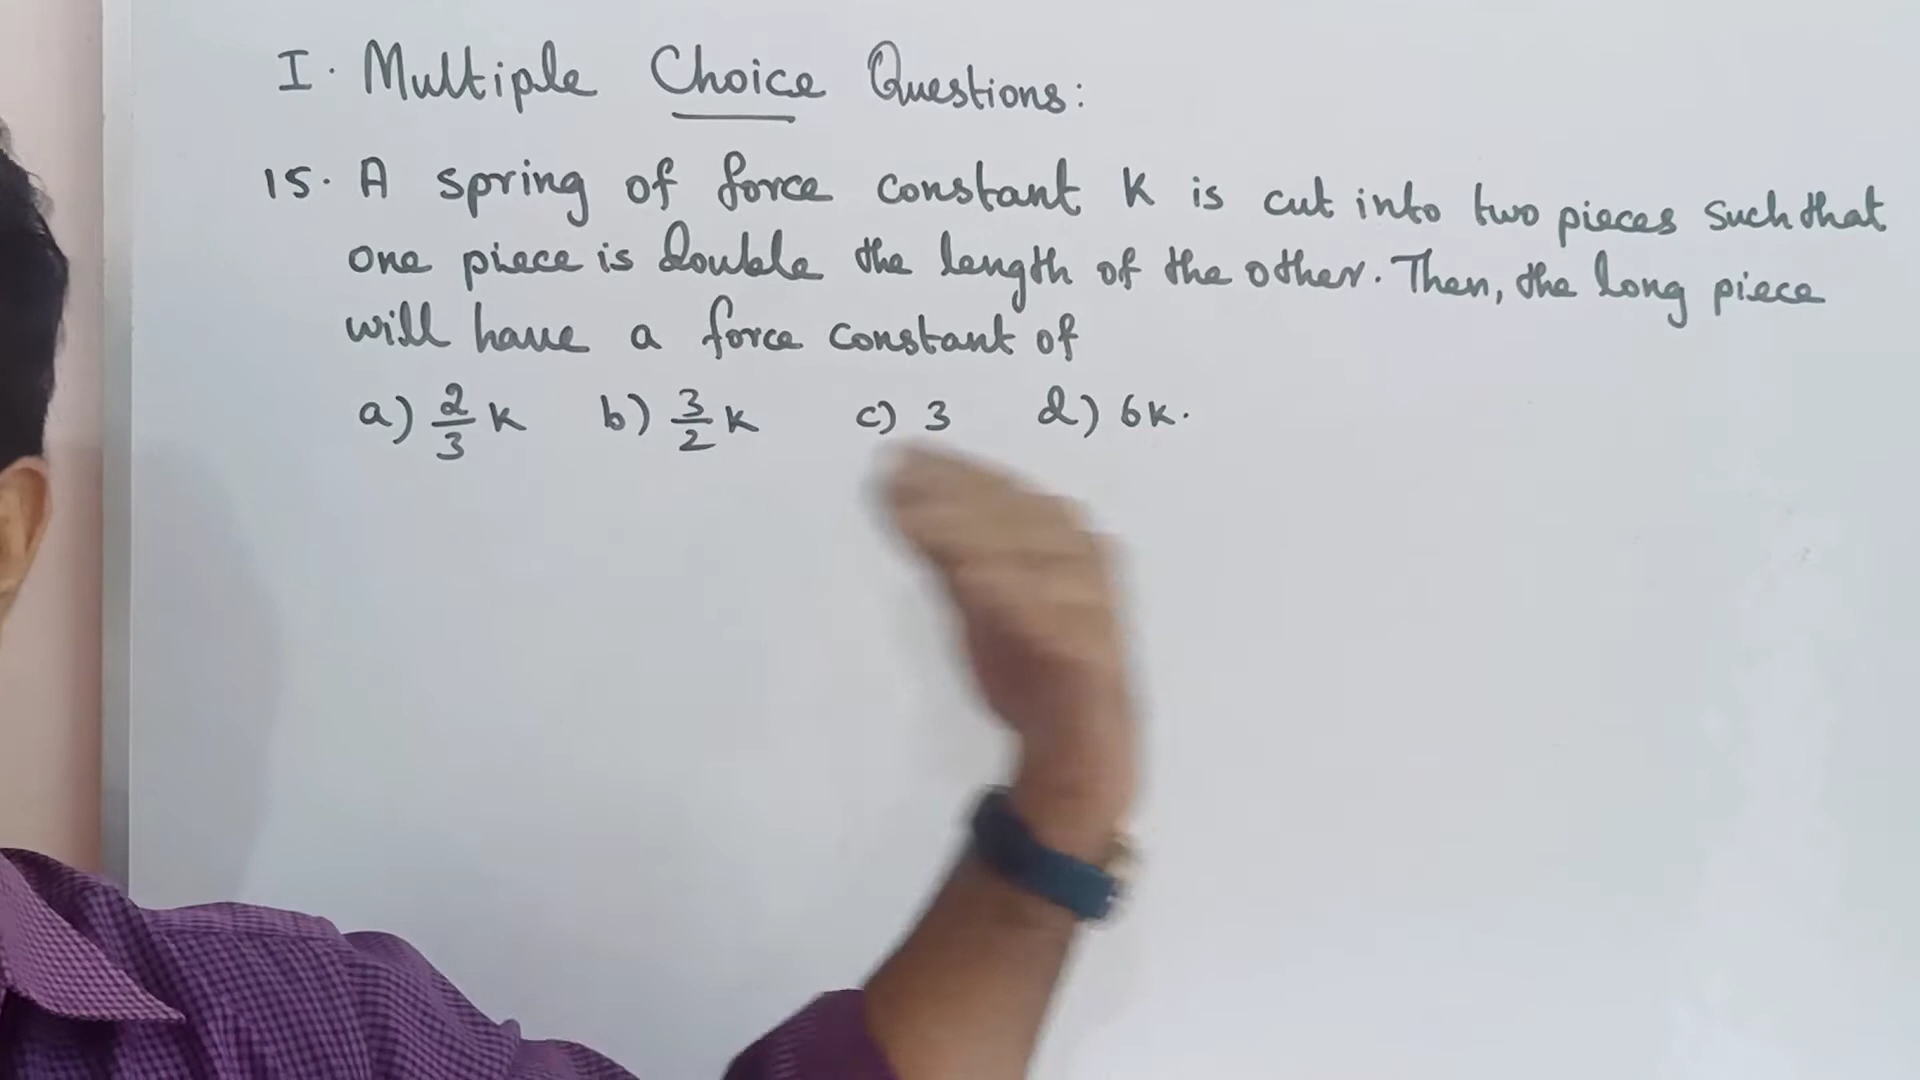 I. Multiple Choice Questions:
15. A spring of force constant K is cut into two pieces such that
one piece is double the length of the other. Then, the long piece
will have a force constant of
a) 2/3 K b) 3/2 K c) 3 d) 6K.